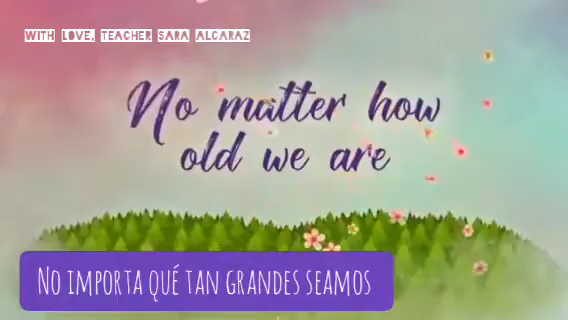 WITH LOVE, TEACHER SARA ALCARAZ
No matter how
old we are
No importa qué tan grandes seamos